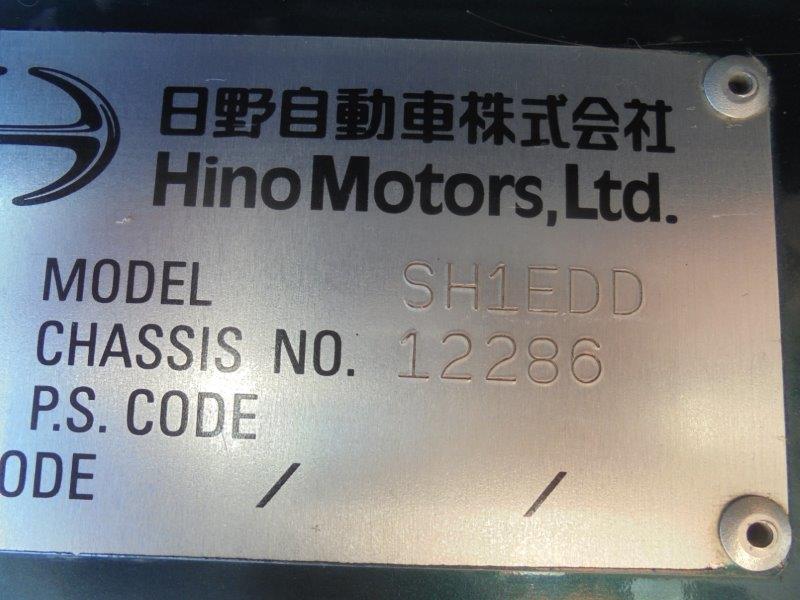 日野自動車株式会社
Hino Motors, Ltd.
MODEL SH1EDD
CHASSIS NO. 12286
P.S. CODE
ODE / /